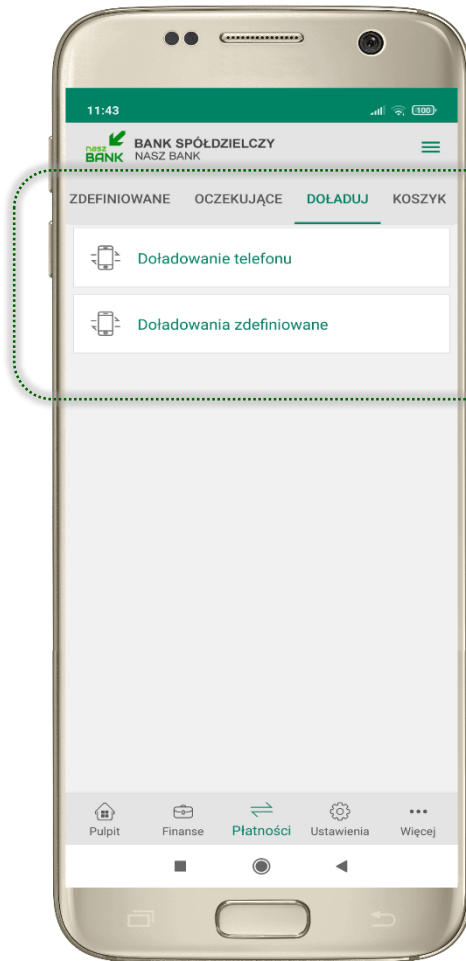 11:43
100
nasz
BANK
BANK SPÓŁDZIELCZY
NASZ BANK
ZDEFINIOWANE OCZEKUJĄCE DOŁADUJ KOSZYK
Doładowanie telefonu
Doładowania zdefiniowane
Pulpit Finanse Płatności Ustawienia Więcej